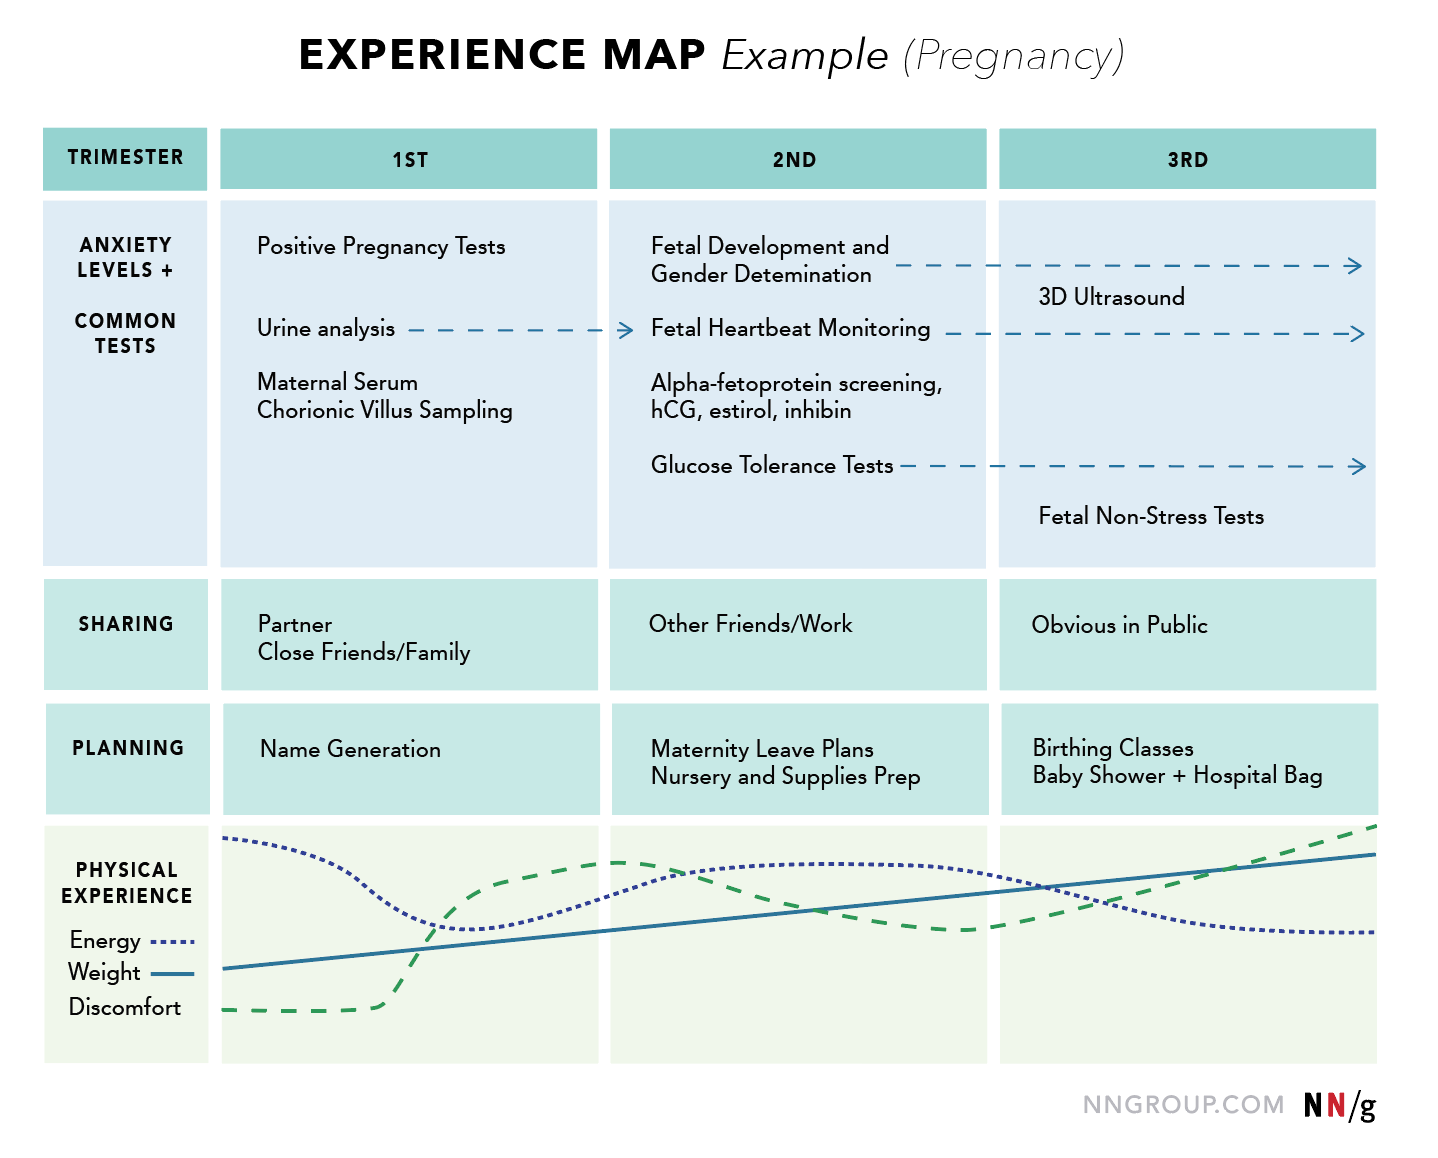 EXPERIENCE MAP Example (Pregnancy)
TRIMESTER
1ST
2ND
3RD
ANXIETY
LEVELS +
COMMON
TESTS
Positive Pregnancy Tests
Urine analysis
Maternal Serum
Chorionic Villus Sampling
Fetal Development and
Gender Detemination
Fetal Heartbeat Monitoring
Alpha-fetoprotein screening,
hCG, estirol, inhibin
Glucose Tolerance Tests
3D Ultrasound
Fetal Non-Stress Tests
SHARING
Partner
Close Friends/Family
Other Friends/Work
Obvious in Public
PLANNING
Name Generation
Maternity Leave Plans
Nursery and Supplies Prep
Birthing Classes
Baby Shower + Hospital Bag
PHYSICAL
EXPERIENCE
Energy
Weight
Discomfort
NNGROUP.COM NN/g